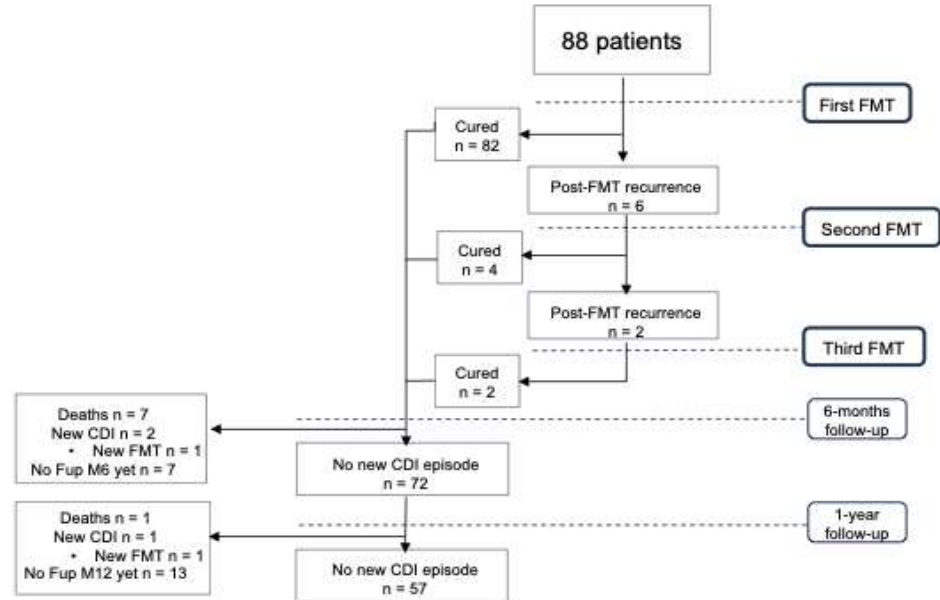 88 patients
First FMT
Cured
n = 82
Post-FMT recurrence
n = 6
Second FMT
Cured
n = 4
Post-FMT recurrence
n = 2
Third FMT
Cured
n = 2
Deaths n = 7
New CDI n = 2
• New FMT n = 1
No Fup M6 yet n = 7
6-months
follow-up
No new CDI episode
n = 72
Deaths n = 1
New CDI n = 1
• New FMT n = 1
No Fup M12 yet n = 13
1-year
follow-up
No new CDI episode
n = 57